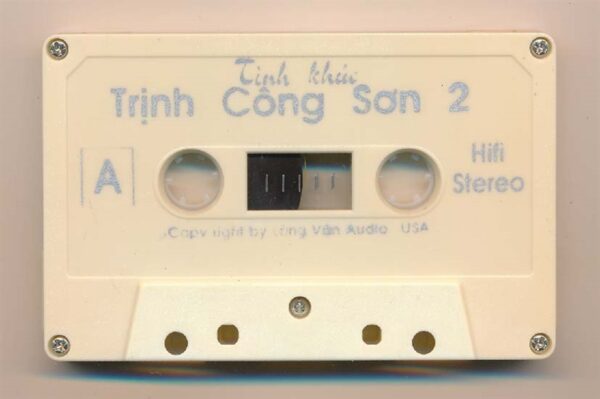 Tình khúc
Trịnh Công Sơn 2
A
Hifi
Stereo
Copy right by Làng Văn Audio USA